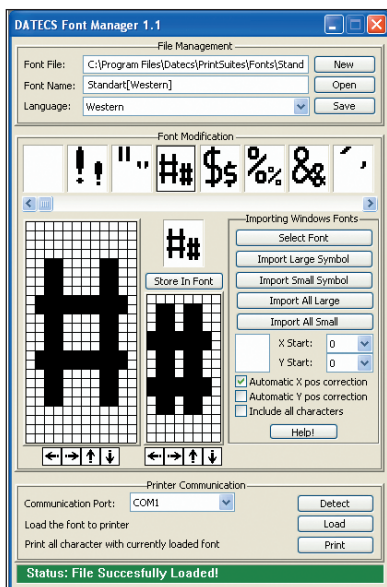 DATECS Font Manager 1.1
File Management
Font File: C:\Program Files\Datecs\PrintSuites\Fonts\Stand New
Font Name: Standart[Western] Open
Language: Western Save
Font Modification
! ! " " # # $ $ % % & & ' '
# #
Store In Font
Importing Windows Fonts
Select Font
Import Large Symbol
Import Small Symbol
Import All Large
Import All Small
X Start: 0
Y Start: 0
Automatic X pos correction
Automatic Y pos correction
Include all characters
Help!
# #
Printer Communication
Communication Port: COM1 Detect
Load the font to printer Load
Print all character with currently loaded font Print
Status: File Succesfully Loaded!